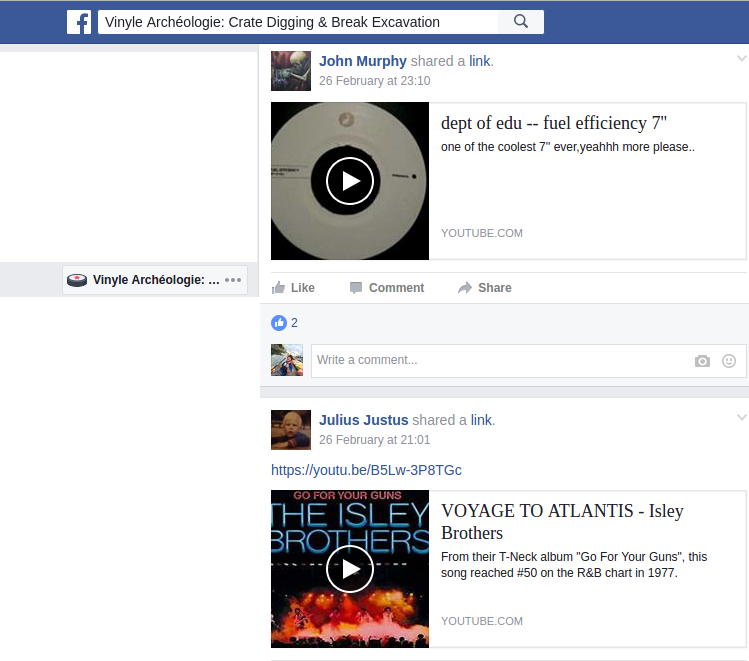 Vinyle Archéologie: Crate Digging & Break Excavation
John Murphy shared a link.
26 February at 23:10
dept of edu -- fuel efficiency 7"
one of the coolest 7" ever,yeahhh more please..
YOUTUBE.COM
Vinyle Archéologie: ...
Like Comment Share
2
Write a comment...
Julius Justus shared a link.
26 February at 21:01
https://youtu.be/B5Lw-3P8TGc
GO FOR YOUR GUNS
THE ISLEY
BROTHERS
VOYAGE TO ATLANTIS - Isley
Brothers
From their T-Neck album "Go For Your Guns", this
song reached #50 on the R&B chart in 1977.
YOUTUBE.COM